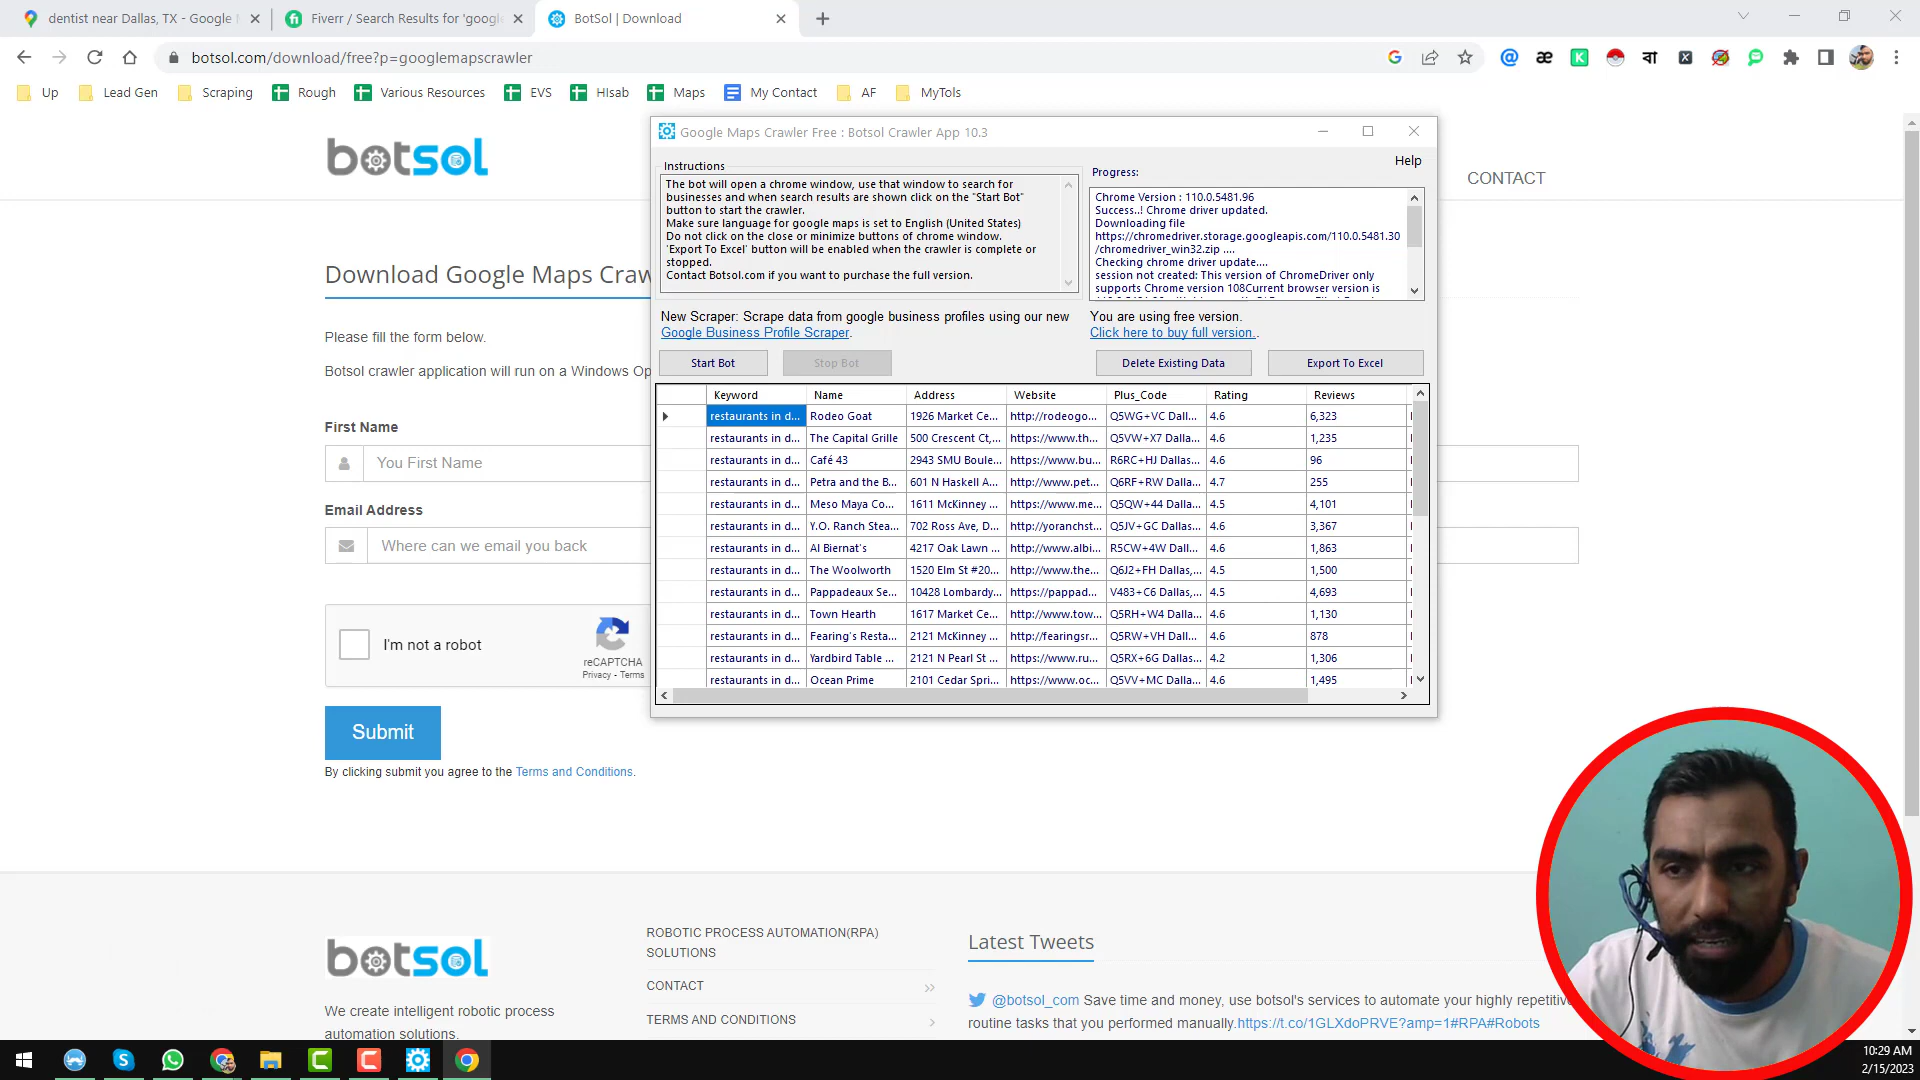 dentist near Dallas, TX - Google M
Fiverr / Search Results for 'google
BotSol | Download
botsol.com/download/free?p=googlemapscrawler
Up
Lead Gen
Scraping
Rough
Various Resources
EVS
HIsab
Maps
My Contact
AF
MyTols
botsol
CONTACT
Download Google Maps Craw
Please fill the form below.
Botsol crawler application will run on a Windows Op
First Name
You First Name
Email Address
Where can we email you back
I'm not a robot
reCAPTCHA
Privacy - Terms
Submit
By clicking submit you agree to the Terms and Conditions.
Google Maps Crawler Free : Botsol Crawler App 10.3
Help
Instructions
The bot will open a chrome window, use that window to search for
businesses and when search results are shown click on the "Start Bot"
button to start the crawler.
Make sure language for google maps is set to English (United States)
Do not click on the close or minimize buttons of chrome window.
'Export To Excel' button will be enabled when the crawler is complete or
stopped.
Contact Botsol.com if you want to purchase the full version.
Progress:
Chrome Version : 110.0.5481.96
Success..! Chrome driver updated.
Downloading file
https://chromedriver.storage.googleapis.com/110.0.5481.30
/chromedriver_win32.zip ....
Checking chrome driver update....
session not created: This version of ChromeDriver only
supports Chrome version 108Current browser version is
New Scraper: Scrape data from google business profiles using our new
Google Business Profile Scraper.
You are using free version.
Click here to buy full version..
Start Bot
Stop Bot
Delete Existing Data
Export To Excel
Keyword Name Address Website Plus_Code Rating Reviews
restaurants in d... Rodeo Goat 1926 Market Ce... http://rodeogo... Q5WG+VC Dall... 4.6 6,323
restaurants in d... The Capital Grille 500 Crescent Ct,... https://www.th... Q5VW+X7 Dalla... 4.6 1,235
restaurants in d... Café 43 2943 SMU Boule... https://www.bu... R6RC+HJ Dallas... 4.6 96
restaurants in d... Petra and the B... 601 N Haskell A... https://www.pet... Q6RF+RW Dallas... 4.7 255
restaurants in d... Meso Maya Co... 1611 McKinney ... https://www.me... Q5QW+44 Dallas... 4.5 4,101
restaurants in d... Y.O. Ranch Stea... 702 Ross Ave, D... http://yoranchst... Q5JV+GC Dallas... 4.6 3,367
restaurants in d... Al Biernat's 4217 Oak Lawn ... http://www.albi... R5CW+4W Dall... 4.6 1,863
restaurants in d... The Woolworth 1520 Elm St #20... http://www.the... Q6J2+FH Dallas,... 4.5 1,500
restaurants in d... Pappadeaux Se... 10428 Lombardy... https://pappad... V483+C6 Dallas,... 4.5 4,693
restaurants in d... Town Hearth 1617 Market Ce... http://www.tow... Q5RH+W4 Dalla... 4.6 1,130
restaurants in d... Fearing's Resta... 2121 McKinney ... http://fearingsr... Q5RW+VH Dall... 4.6 878
restaurants in d... Yardbird Table ... 2121 N Pearl St ... https://www.ru... Q5RX+6G Dallas... 4.2 1,306
restaurants in d... Ocean Prime 2101 Cedar Spri... https://www.oc... Q5VV+MC Dalla... 4.6 1,495
botsol
We create intelligent robotic process
automation solutions.
ROBOTIC PROCESS AUTOMATION(RPA)
SOLUTIONS
CONTACT
TERMS AND CONDITIONS
Latest Tweets
@botsol_com Save time and money, use botsol's services to automate your highly repetitive
routine tasks that you performed manually.https://t.co/1GLXdoPRVE?amp=1#RPA#Robots
10:29 AM
2/15/2023